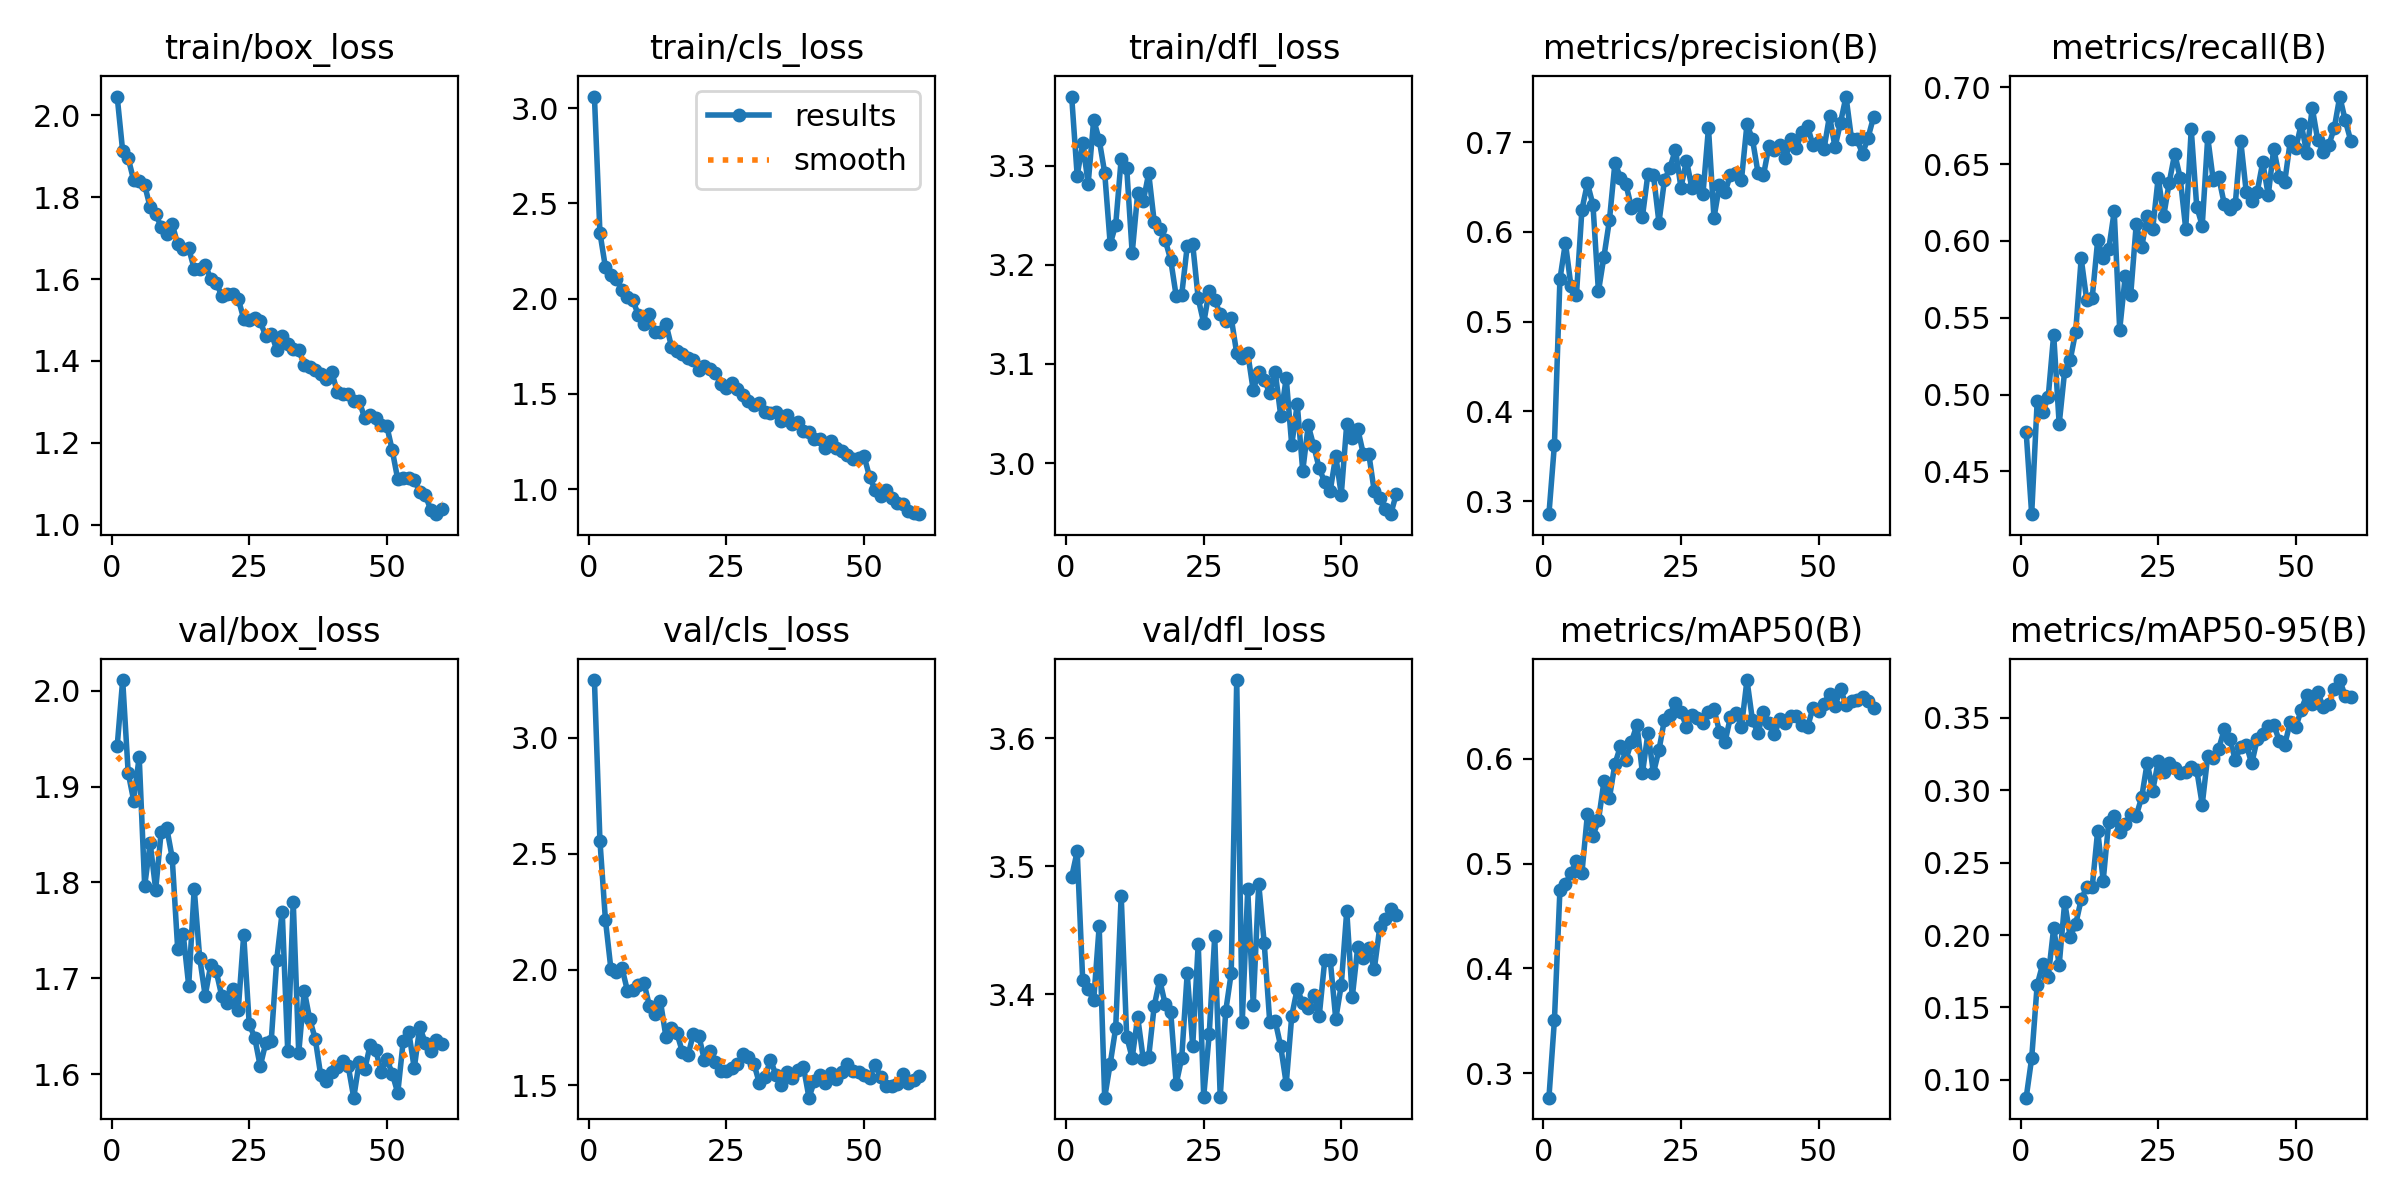 train/box_loss
train/cls_loss
train/dfl_loss
metrics/precision(B)
metrics/recall(B)
2.0
1.8
1.6
1.4
1.2
1.0
0 25 50
3.0
2.5
2.0
1.5
1.0
results
smooth
0 25 50
3.3
3.2
3.1
3.0
0 25 50
0.7
0.6
0.5
0.4
0.3
0 25 50
0.70
0.65
0.60
0.55
0.50
0.45
0 25 50
val/box_loss
val/cls_loss
val/dfl_loss
metrics/mAP50(B)
metrics/mAP50-95(B)
2.0
1.9
1.8
1.7
1.6
0 25 50
3.0
2.5
2.0
1.5
0 25 50
3.6
3.5
3.4
0 25 50
0.6
0.5
0.4
0.3
0 25 50
0.35
0.30
0.25
0.20
0.15
0.10
0 25 50